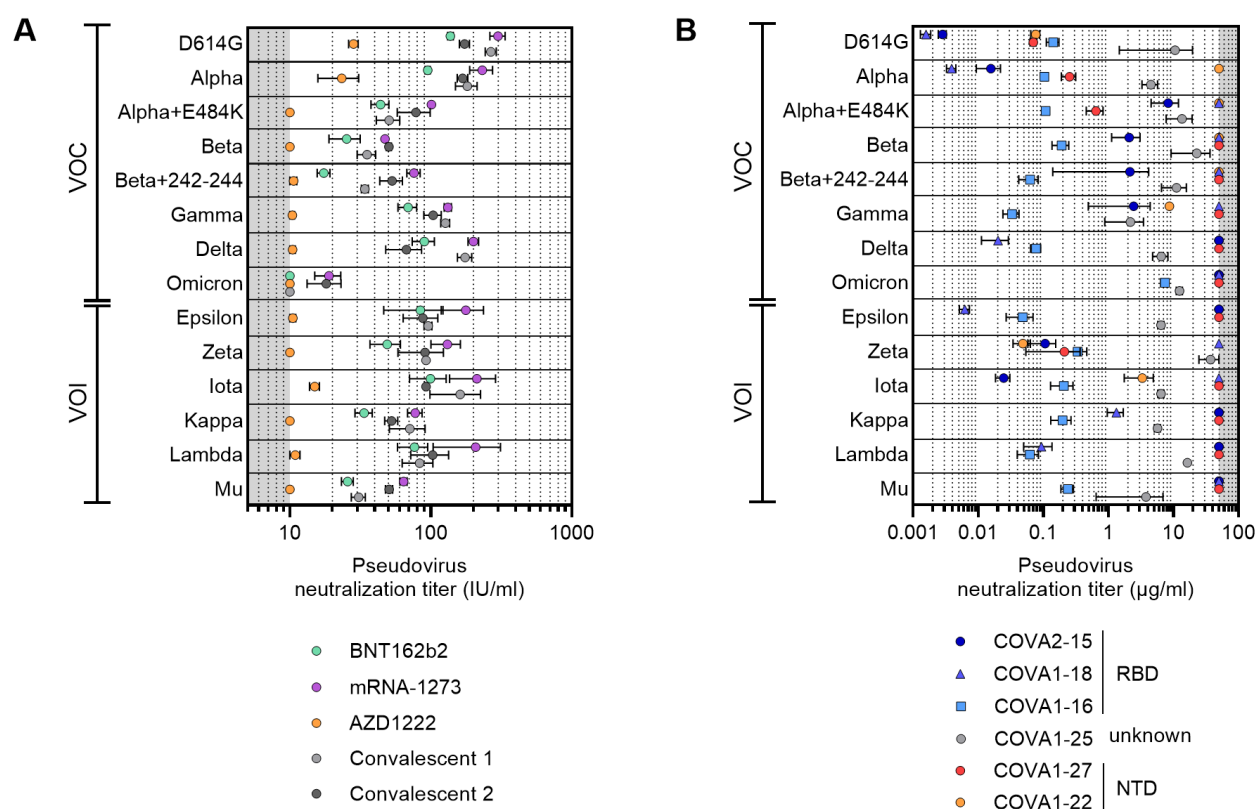 A
VOC
VOI
D614G
Alpha
Alpha+E484K
Beta
Beta+242-244
Gamma
Delta
Omicron
Epsilon
Zeta
Iota
Kappa
Lambda
Mu
10 100 1000
Pseudovirus
neutralization titer (IU/ml)
BNT162b2
mRNA-1273
AZD1222
Convalescent 1
Convalescent 2
B
VOC
VOI
D614G
Alpha
Alpha+E484K
Beta
Beta+242-244
Gamma
Delta
Omicron
Epsilon
Zeta
Iota
Kappa
Lambda
Mu
0.001 0.01 0.1 1 10 100
Pseudovirus
neutralization titer (µg/ml)
COVA2-15
COVA1-18 RBD
COVA1-16
COVA1-25 unknown
COVA1-27
NTD
COVA1-22